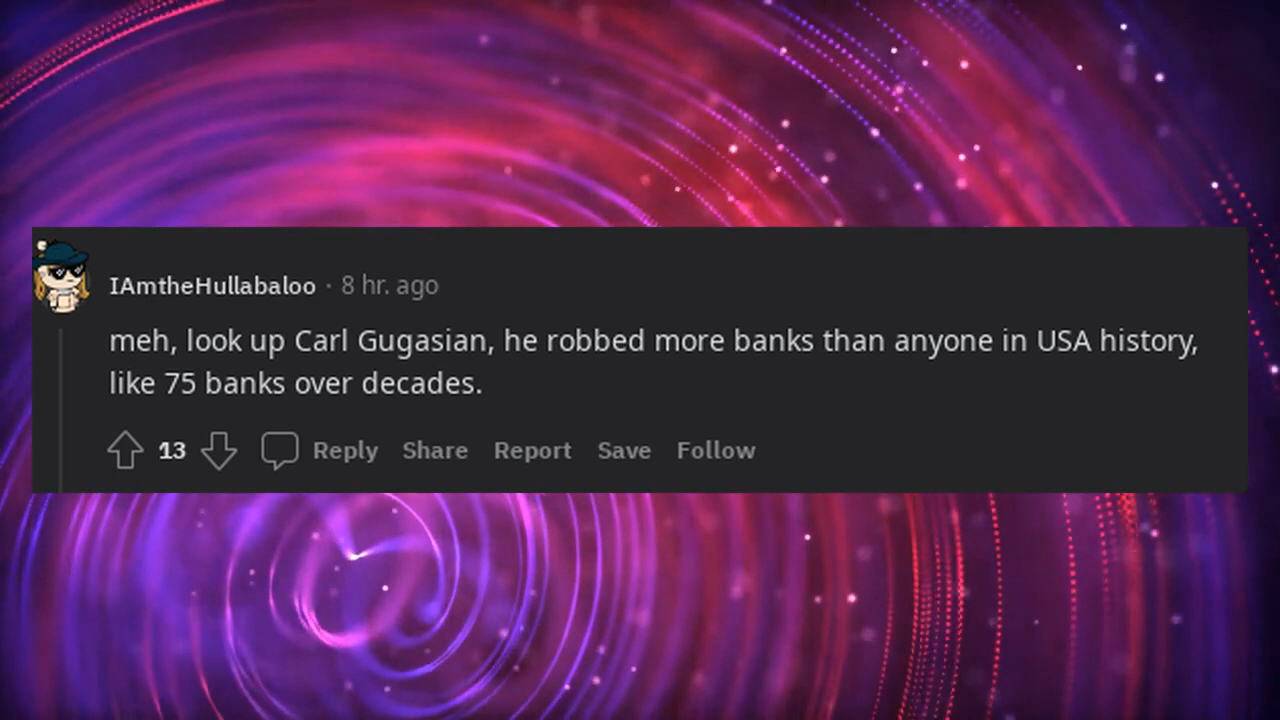 IAmtheHullabaloo · 8 hr. ago
meh, look up Carl Gugasian, he robbed more banks than anyone in USA history,
like 75 banks over decades.
13 Reply Share Report Save Follow